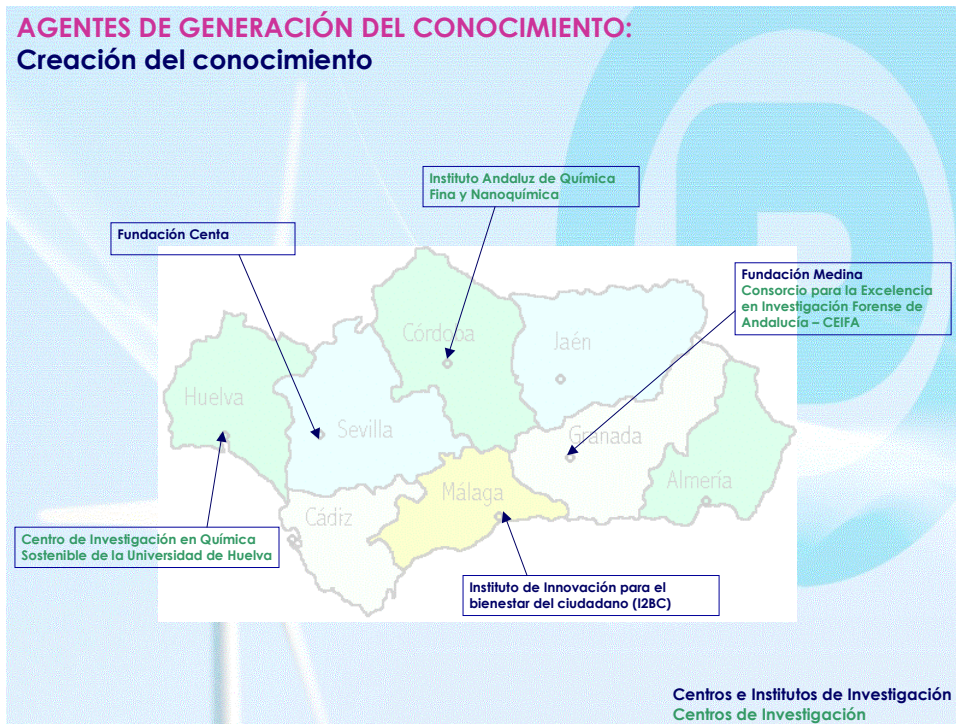 AGENTES DE GENERACIÓN DEL CONOCIMIENTO:
Creación del conocimiento
Instituto Andaluz de Química
Fina y Nanoquímica
Fundación Centa
Fundación Medina
Consorcio para la Excelencia
en Investigación Forense de
Andalucía – CEIFA
Córdoba
Jaén
Huelva
Sevilla
Granada
Málaga
Almería
Cádiz
Centro de Investigación en Química
Sostenible de la Universidad de Huelva
Instituto de Innovación para el
bienestar del ciudadano (I2BC)
Centros e Institutos de Investigación
Centros de Investigación